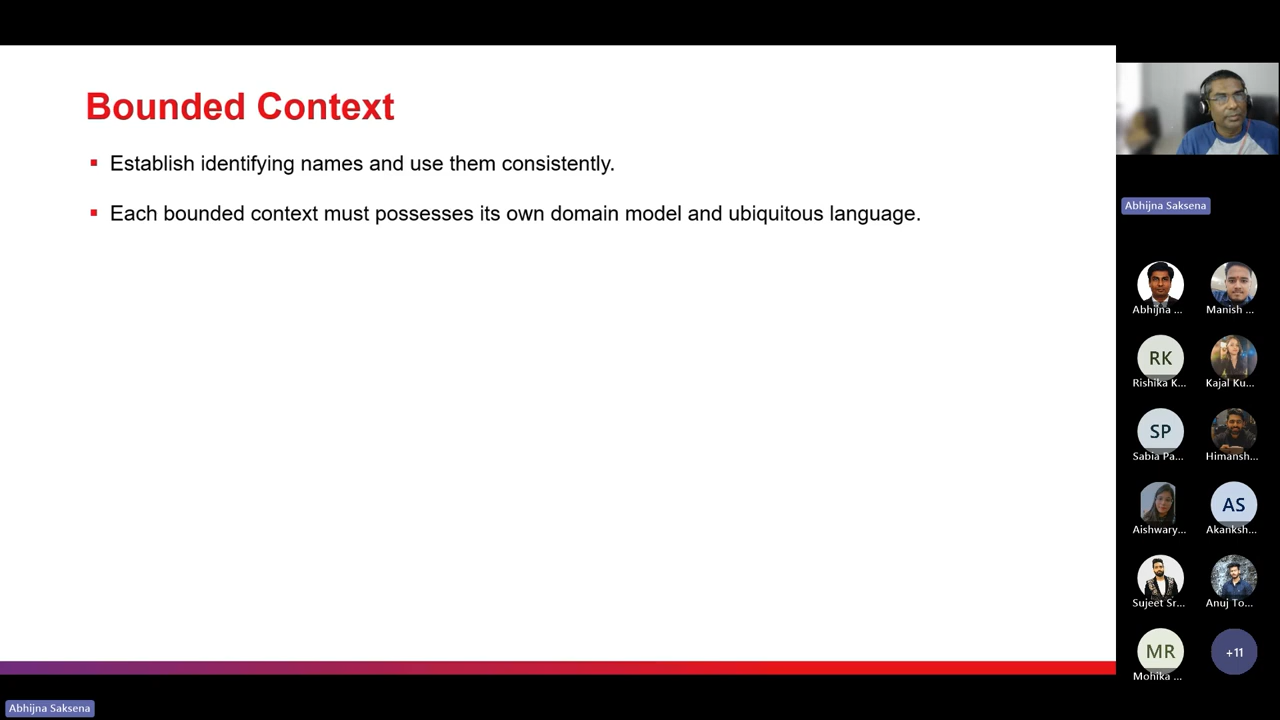 Bounded Context
Establish identifying names and use them consistently.
Each bounded context must possesses its own domain model and ubiquitous language.
Abhijna Saksena
Abhijna ...
Manish ...
RK
Rishika K...
Kajal Ku...
SP
Sabia Pa...
Himansh...
Aishwary...
AS
Akanksh...
Sujeet Sr...
Anuj To...
MR
Mohika ...
+11
Abhijna Saksena